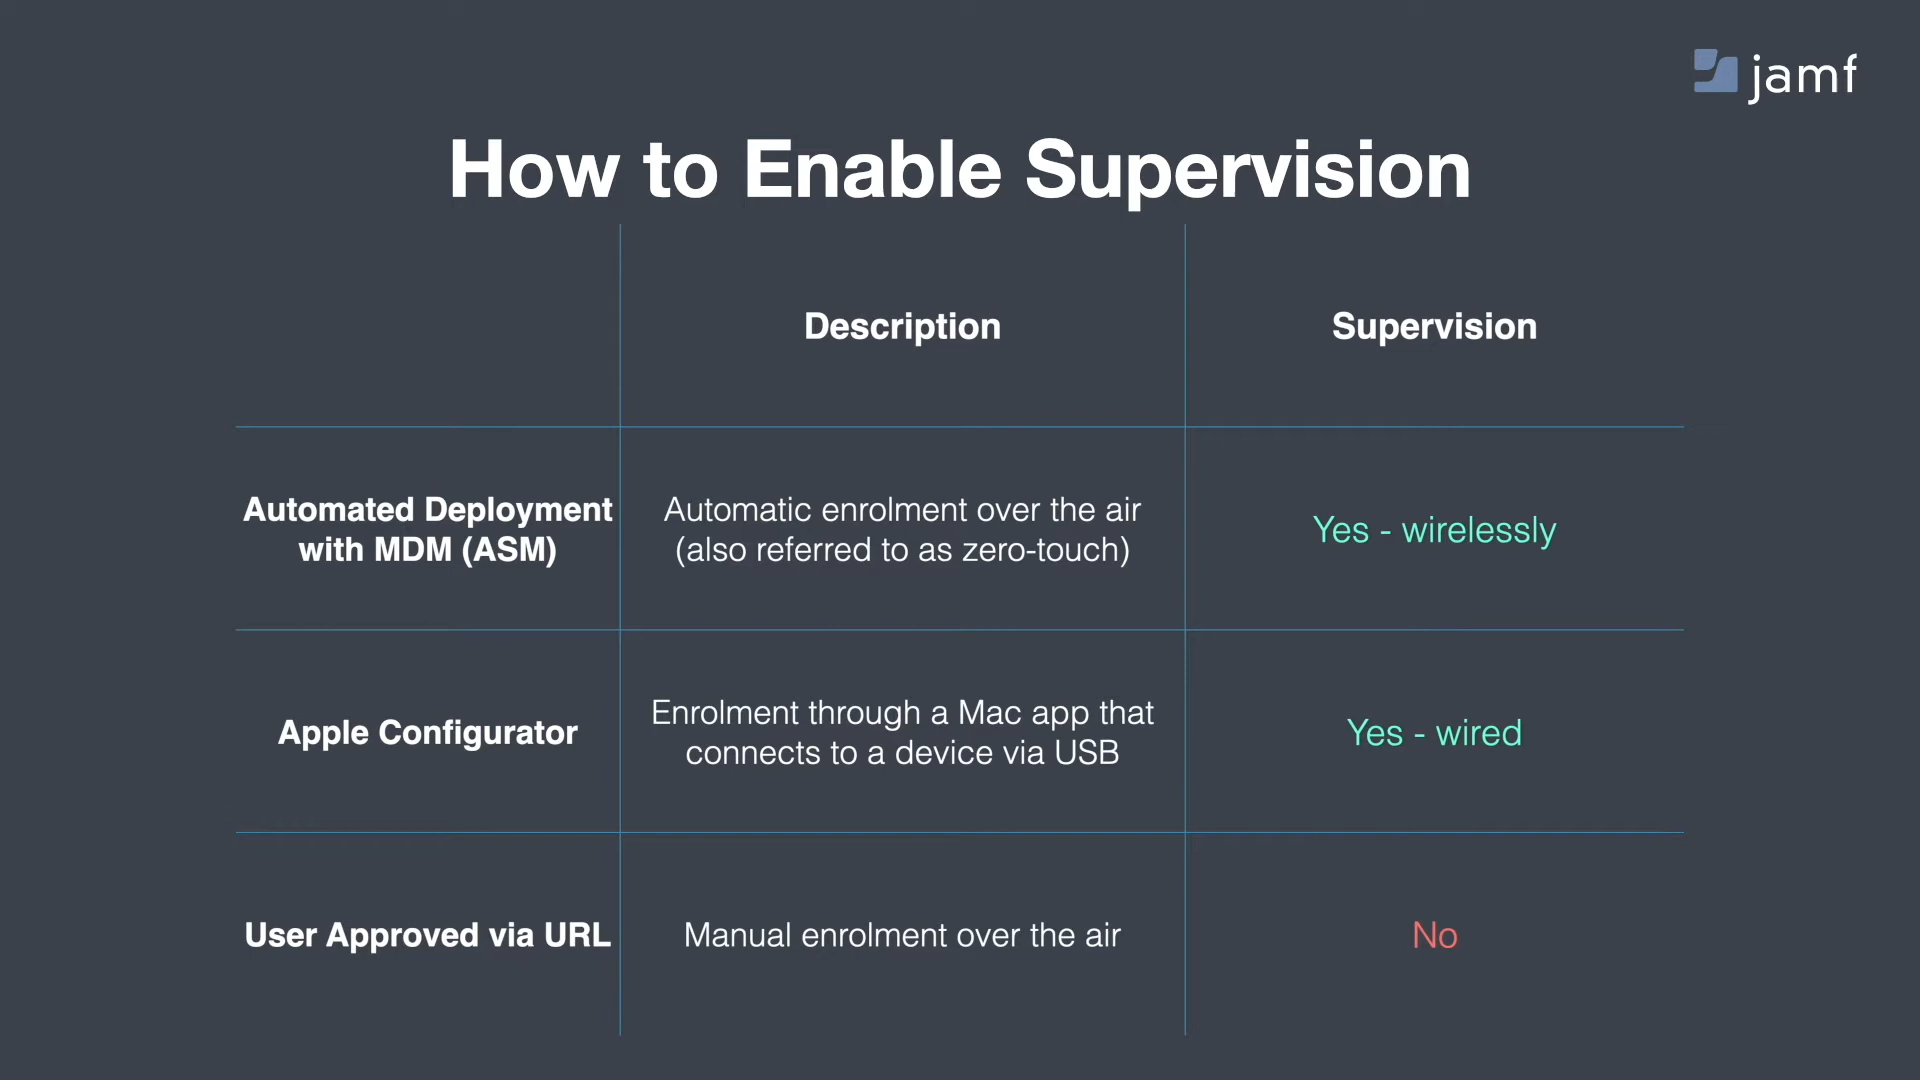 jamf
How to Enable Supervision
Description
Supervision
Automated Deployment
with MDM (ASM)
Automatic enrolment over the air
(also referred to as zero-touch)
Yes - wirelessly
Apple Configurator
Enrolment through a Mac app that
connects to a device via USB
Yes - wired
User Approved via URL
Manual enrolment over the air
No